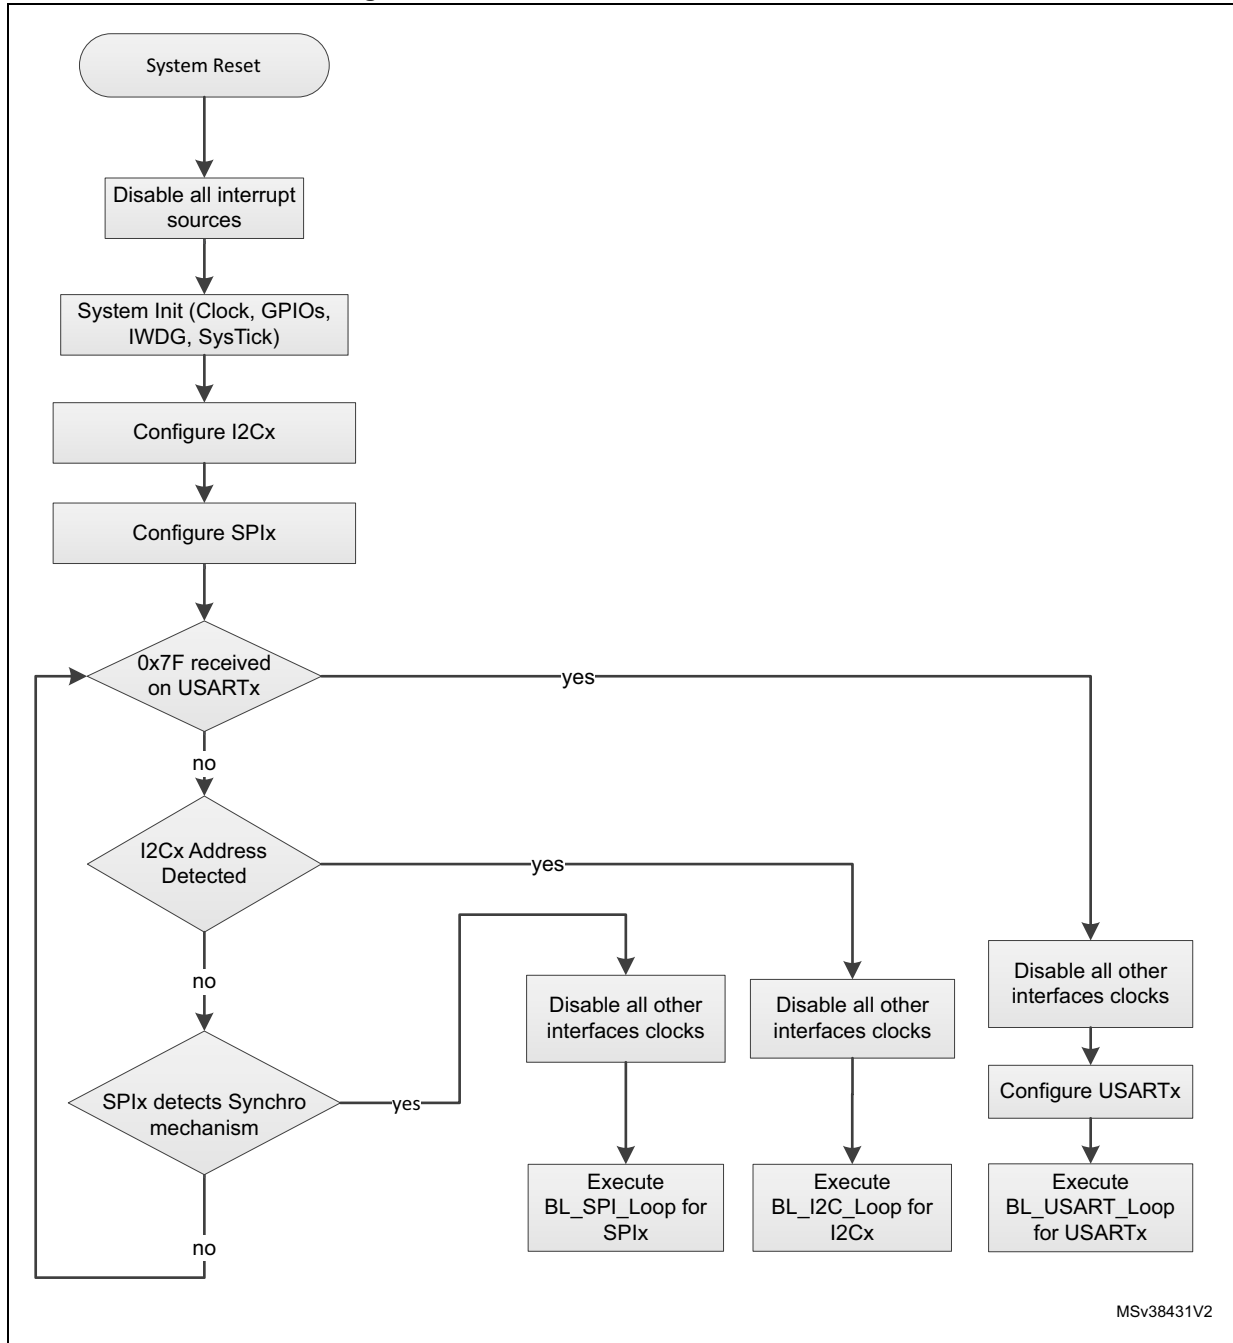 System Reset
Disable all interrupt
sources
System Init (Clock, GPIOs,
IWDG, SysTick)
Configure I2Cx
Configure SPIx
0x7F received
on USARTx
yes
no
I2Cx Address
Detected
yes
no
SPIx detects Synchro
mechanism
yes
no
Disable all other
interfaces clocks
Execute
BL_SPI_Loop for
SPIx
Disable all other
interfaces clocks
Execute
BL_I2C_Loop for
I2Cx
Disable all other
interfaces clocks
Configure USARTx
Execute
BL_USART_Loop
for USARTx
MSv38431V2